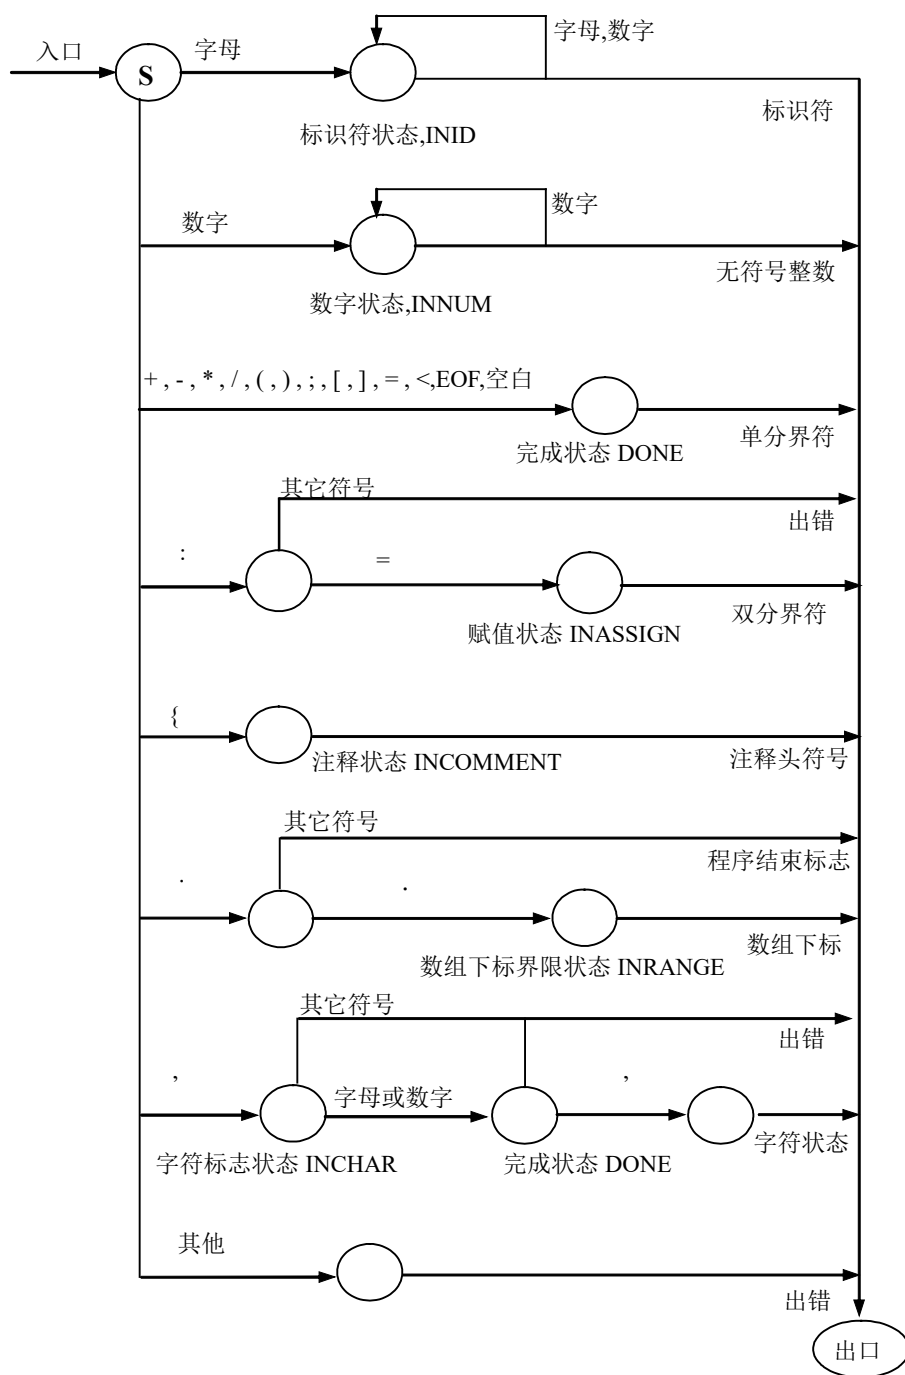 入口
S
字母
字母,数字
标识符
标识符状态,INID
数字
数字
无符号整数
数字状态,INNUM
+ , - , * , / , ( , ) , ; , [ , ] , = , <,EOF,空白
单分界符
完成状态 DONE
其它符号
出错
:
=
双分界符
赋值状态 INASSIGN
{
注释状态 INCOMMENT
注释头符号
其它符号
程序结束标志
.
.
数组下标
数组下标界限状态 INRANGE
其它符号
出错
,
字母或数字
,
字符标志状态 INCHAR
完成状态 DONE
字符状态
其他
出错
出口